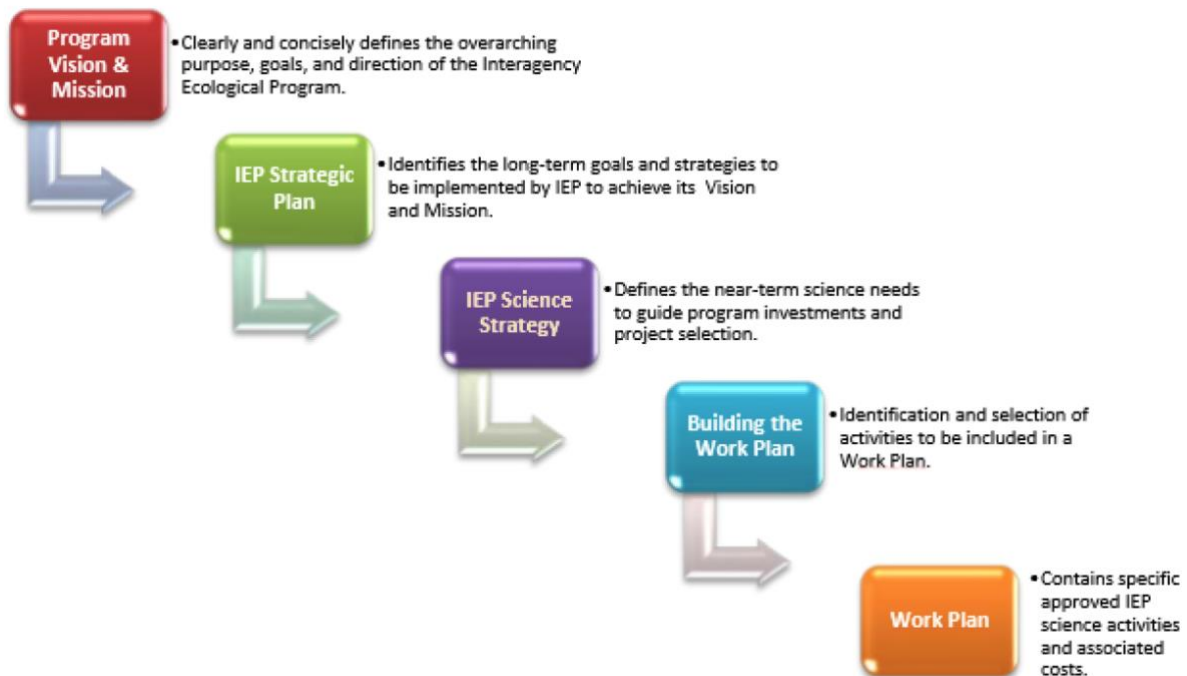 Program
Vision &
Mission
•Clearly and concisely defines the overarching
purpose, goals, and direction of the Interagency
Ecological Program.
IEP Strategic
Plan
•Identifies the long-term goals and strategies to
be implemented by IEP to achieve its Vision
and Mission.
IEP Science
Strategy
•Defines the near-term science needs
to guide program investments and
project selection.
Building the
Work Plan
•Identification and selection of
activities to be included in a
Work Plan.
Work Plan
•Contains specific
approved IEP
science activities
and associated
costs.